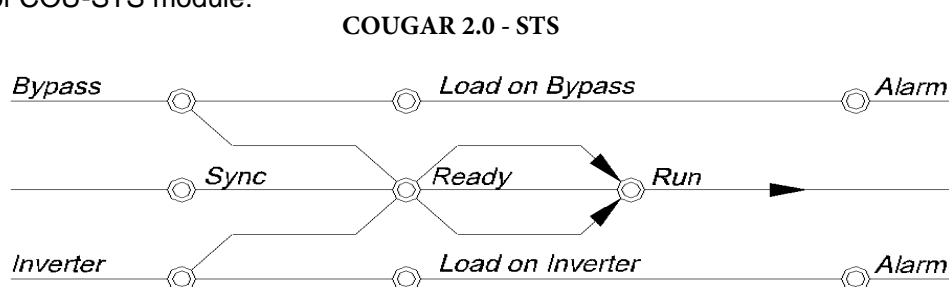 of COU-STS module.
COUGAR 2.0 - STS
Bypass Load on Bypass Alarm
Sync Ready Run
Inverter Load on Inverter Alarm